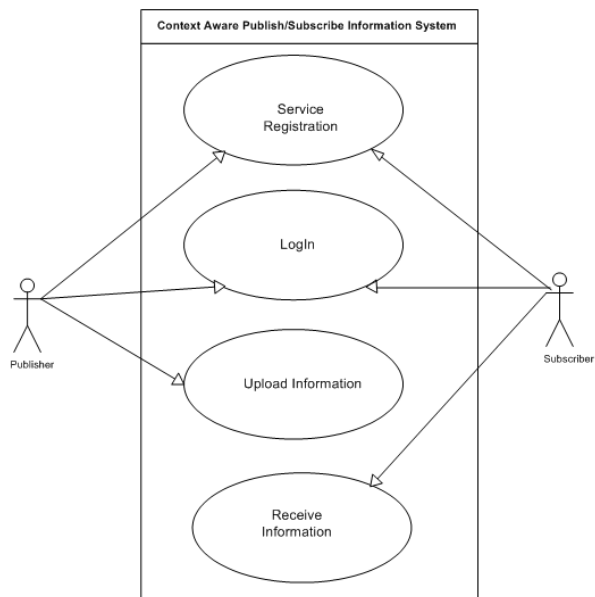 Context Aware Publish/Subscribe Information System
Service
Registration
LogIn
Publisher
Subscriber
Upload Information
Receive
Information